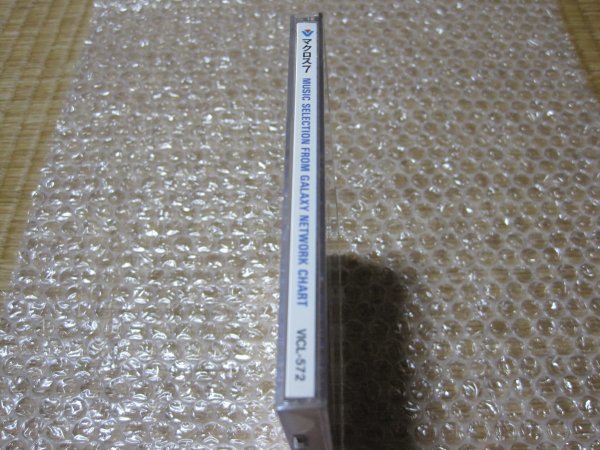 マクロス7 MUSIC SELECTION FROM GALAXY NETWORK CHART VICL-572